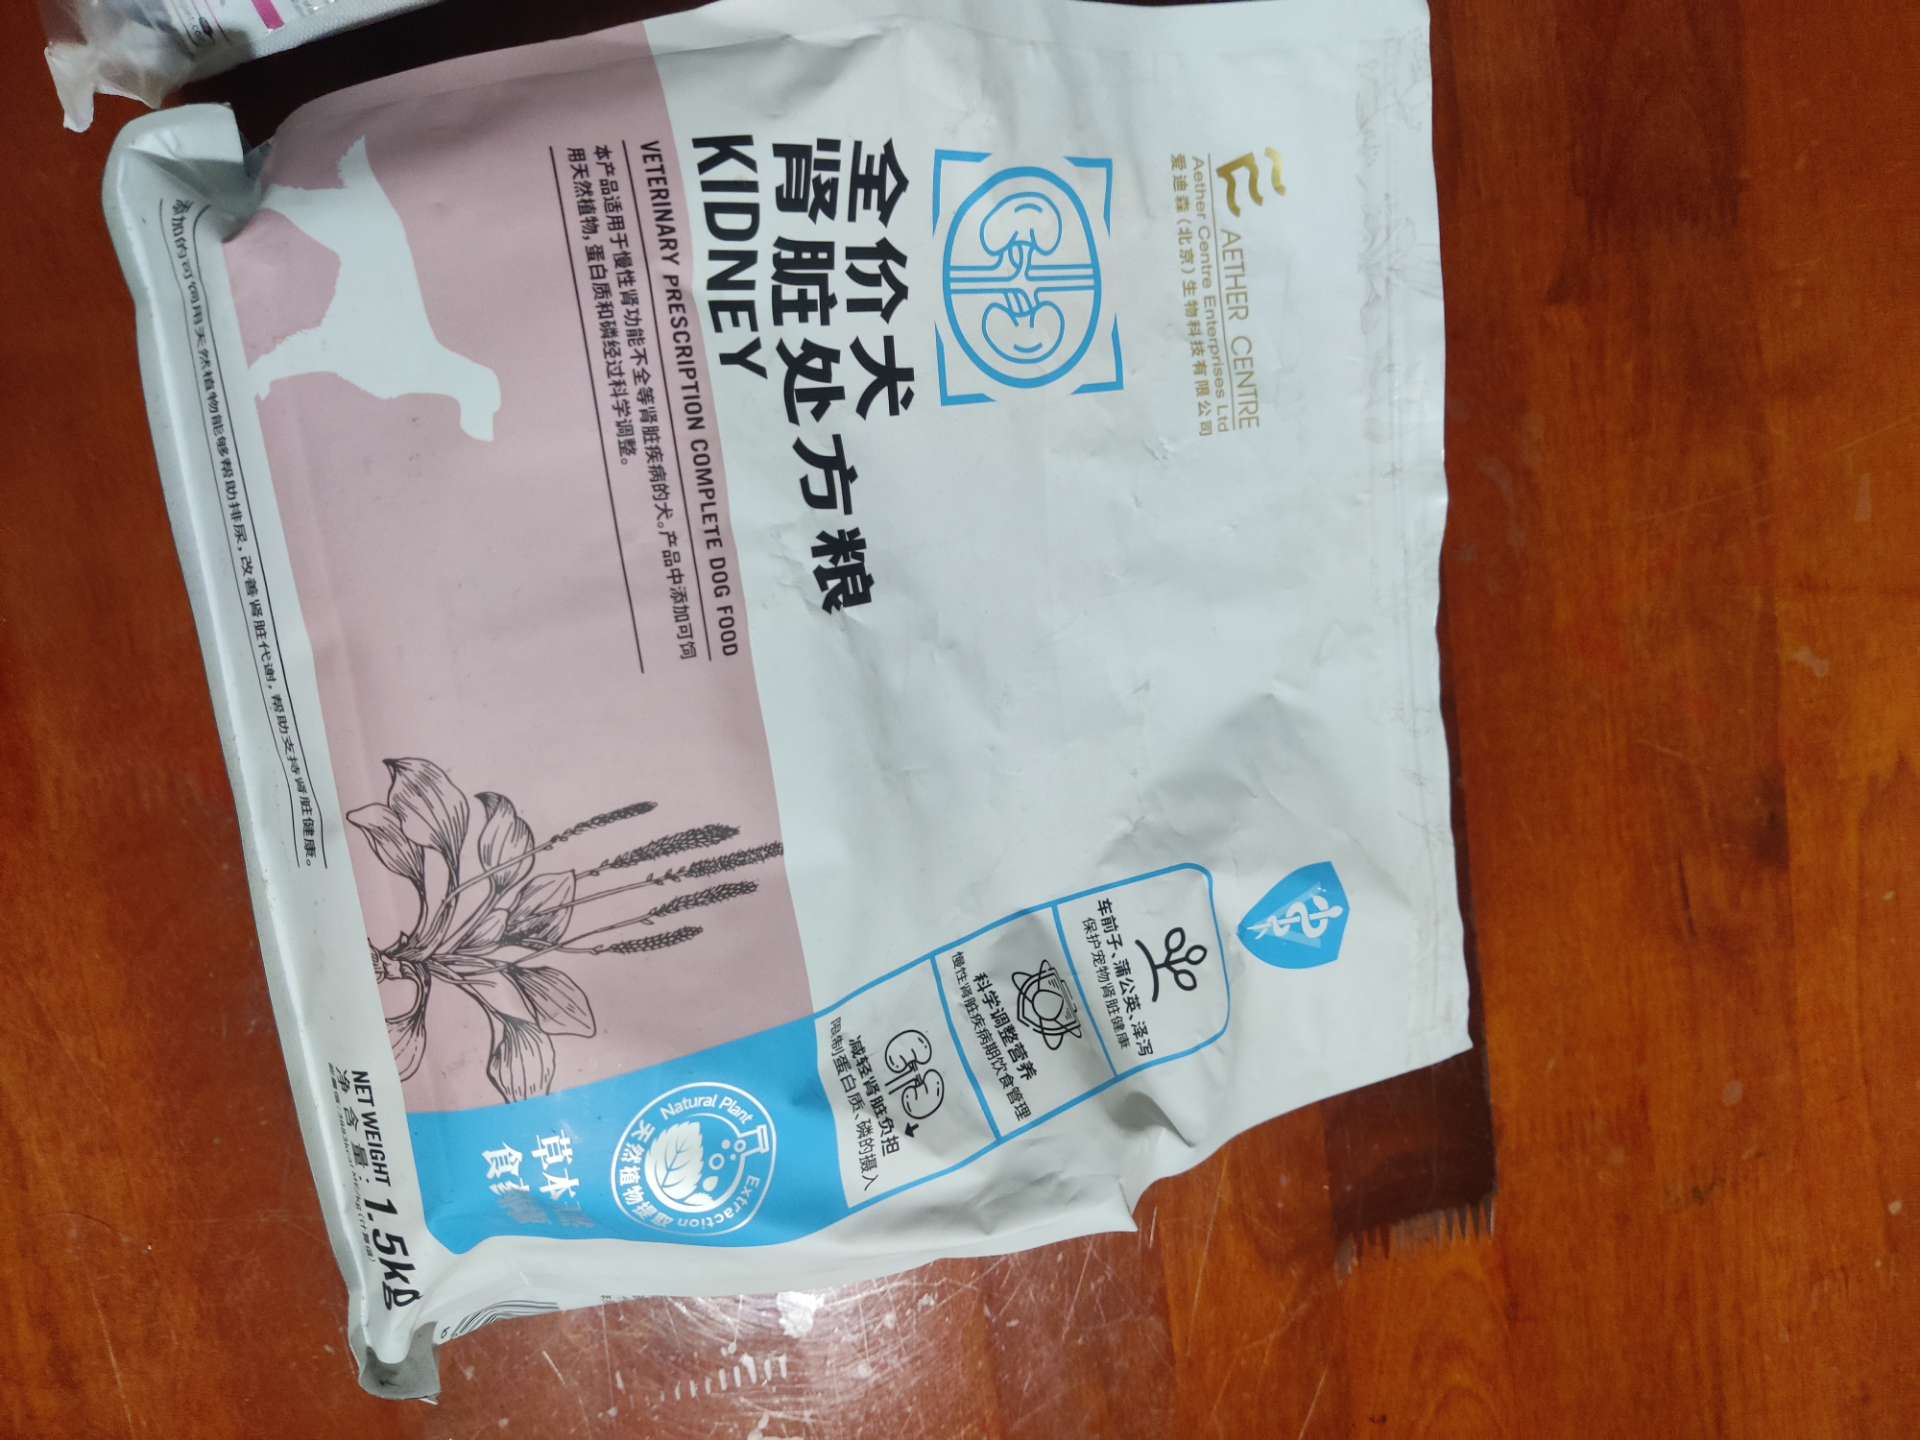 AETHER CENTRE
Aether Centre Enterprises Ltd
爱迪森(北京)生物科技有限公司
全价犬
肾脏处方粮
KIDNEY
VETERINARY PRESCRIPTION COMPLETE DOG FOOD
本产品适用于慢性肾功能不全等肾脏疾病的犬。产品中添加可饲
用天然植物,蛋白质和磷经过科学调整。
车前子、蒲公英、泽泻
保护宠物肾脏健康
科学调整营养
慢性肾脏疾病期饮食管理
减轻肾脏负担
限制蛋白质、磷的摄入
Natural Plant Extraction
天然植物提取
草本
食
添加的可饲用天然植物能够帮助排尿,改善肾脏代谢,帮助支持肾脏健康。
NET WEIGHT
净含量: 1.5kg